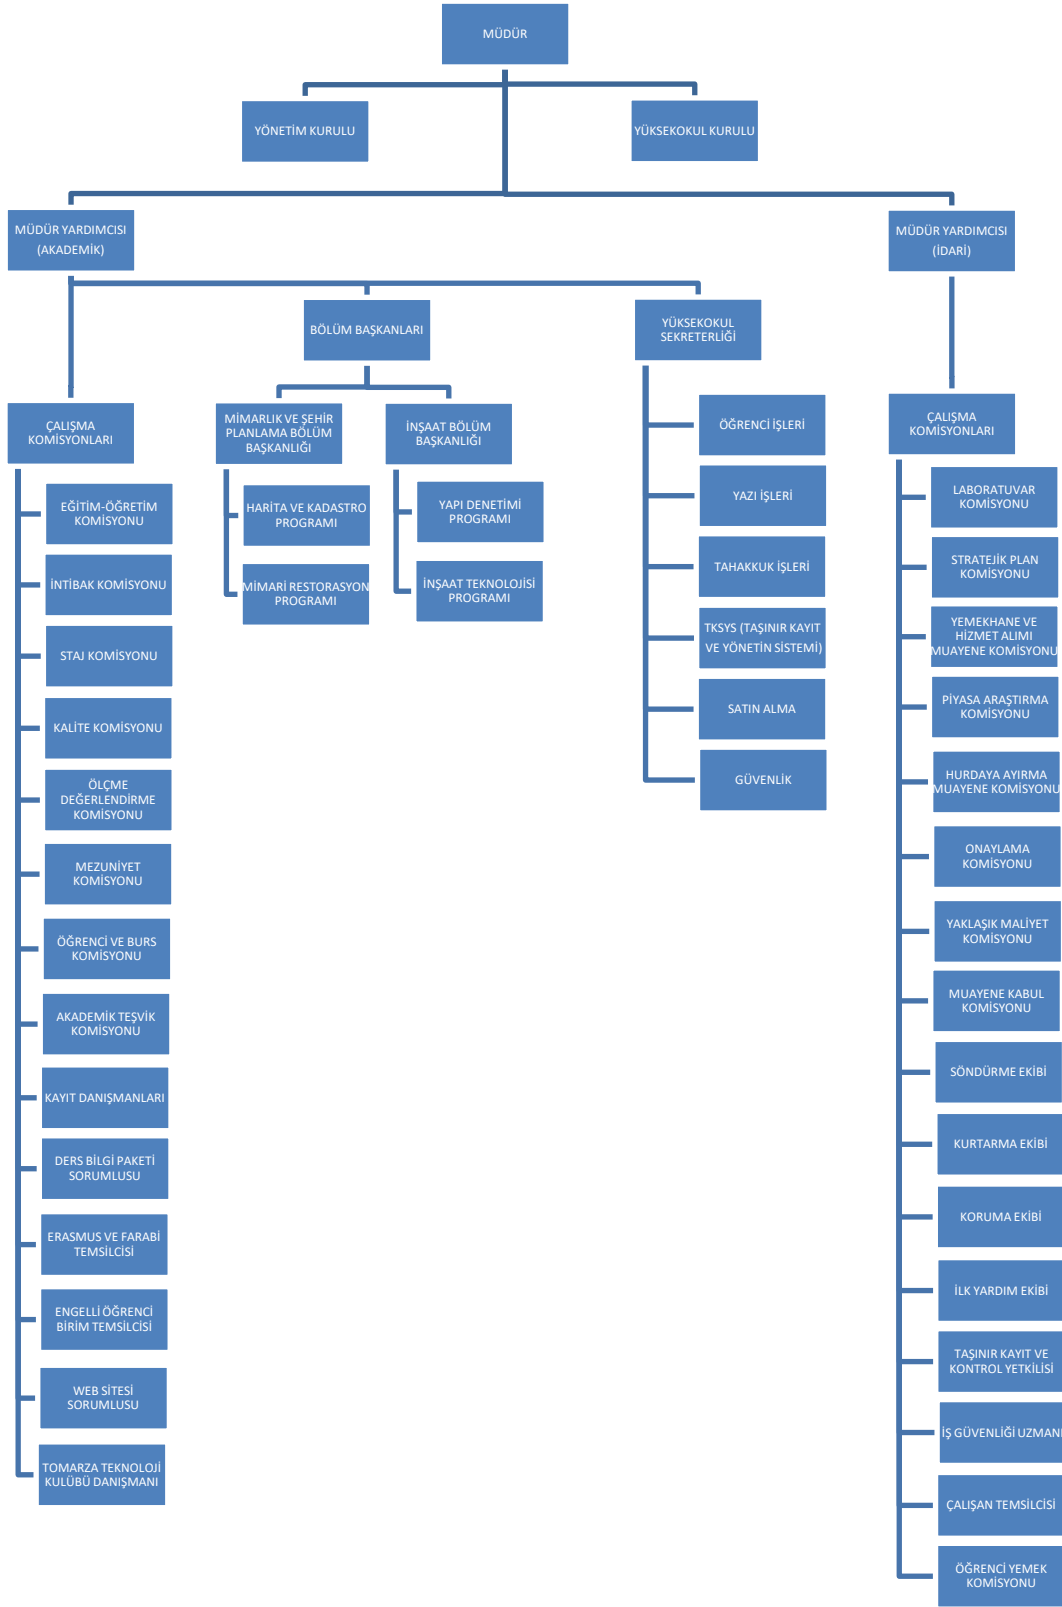 MÜDÜR
YÖNETİM KURULU
YÜKSEKOKUL KURULU
MÜDÜR YARDIMCISI
(AKADEMİK)
MÜDÜR YARDIMCISI
(İDARİ)
BÖLÜM BAŞKANLARI
YÜKSEKOKUL
SEKRETERLİĞİ
ÇALIŞMA
KOMİSYONLARI
EĞİTİM-ÖĞRETİM
KOMİSYONU
İNTİBAK KOMİSYONU
STAJ KOMİSYONU
KALİTE KOMİSYONU
ÖLÇME
DEĞERLENDİRME
KOMİSYONU
MEZUNİYET
KOMİSYONU
ÖĞRENCİ VE BURS
KOMİSYONU
AKADEMİK TEŞVİK
KOMİSYONU
KAYIT DANIŞMANLARI
DERS BİLGİ PAKETİ
SORUMLUSU
ERASMUS VE FARABİ
TEMSİLCİSİ
ENGELLİ ÖĞRENCİ
BİRİM TEMSİLCİSİ
WEB SİTESİ
SORUMLUSU
TOMARZA TEKNOLOJİ
KULÜBÜ DANIŞMANI
MİMARLIK VE ŞEHİR
PLANLAMA BÖLÜM
BAŞKANLIĞI
HARİTA VE KADASTRO
PROGRAMI
MİMARİ RESTORASYON
PROGRAMI
İNŞAAT BÖLÜM
BAŞKANLIĞI
YAPI DENETİMİ
PROGRAMI
İNŞAAT TEKNOLOJİSİ
PROGRAMI
ÖĞRENCİ İŞLERİ
YAZI İŞLERİ
TAHAKKUK İŞLERİ
TKSYS (TAŞINIR KAYIT
VE YÖNETİN SİSTEMİ)
SATIN ALMA
GÜVENLİK
ÇALIŞMA
KOMİSYONLARI
LABORATUVAR
KOMİSYONU
STRATEJİK PLAN
KOMİSYONU
YEMEKHANE VE
HİZMET ALIMI
MUAYENE KOMİSYONU
PİYASA ARAŞTIRMA
KOMİSYONU
HURDAYA AYIRMA
MUAYENE KOMİSYONU
ONAYLAMA
KOMİSYONU
YAKLAŞIK MALİYET
KOMİSYONU
MUAYENE KABUL
KOMİSYONU
SÖNDÜRME EKİBİ
KURTARMA EKİBİ
KORUMA EKİBİ
İLK YARDIM EKİBİ
TAŞINIR KAYIT VE
KONTROL YETKİLİSİ
İŞ GÜVENLİĞİ UZMANI
ÇALIŞAN TEMSİLCİSİ
ÖĞRENCİ YEMEK
KOMİSYONU